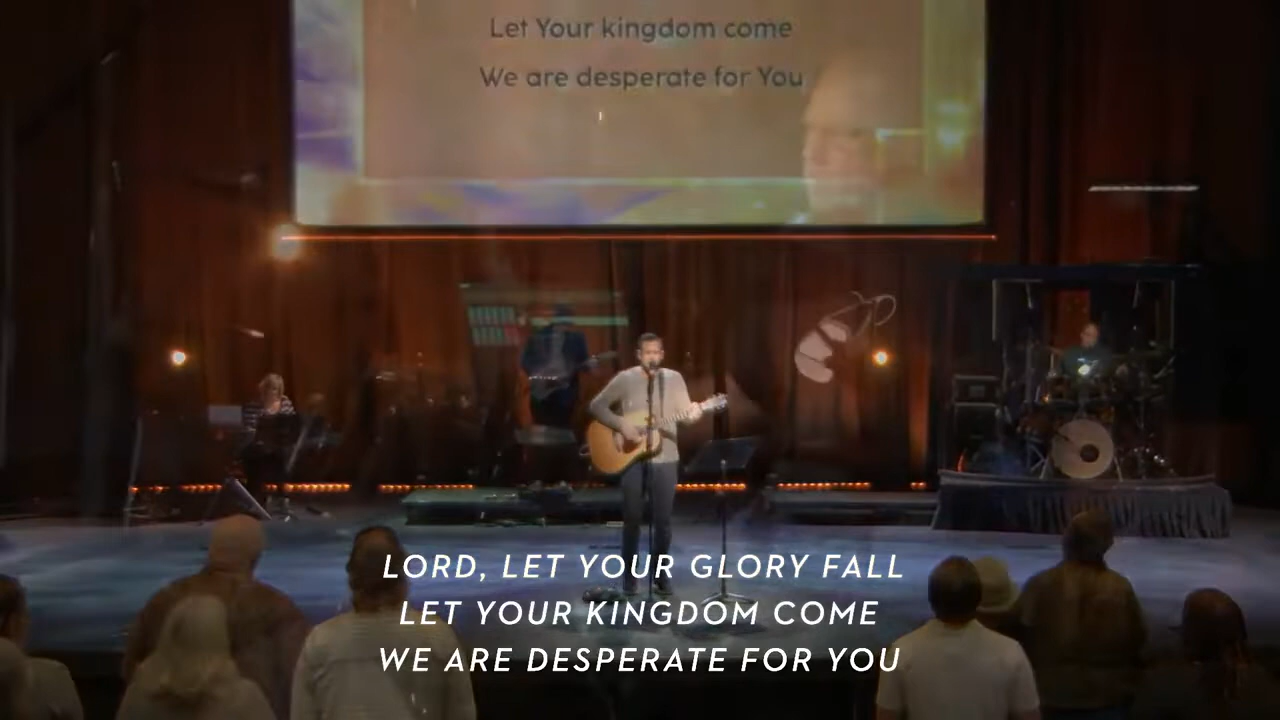 Let Your kingdom come
We are desperate for You
LORD, LET YOUR GLORY FALL
LET YOUR KINGDOM COME
WE ARE DESPERATE FOR YOU